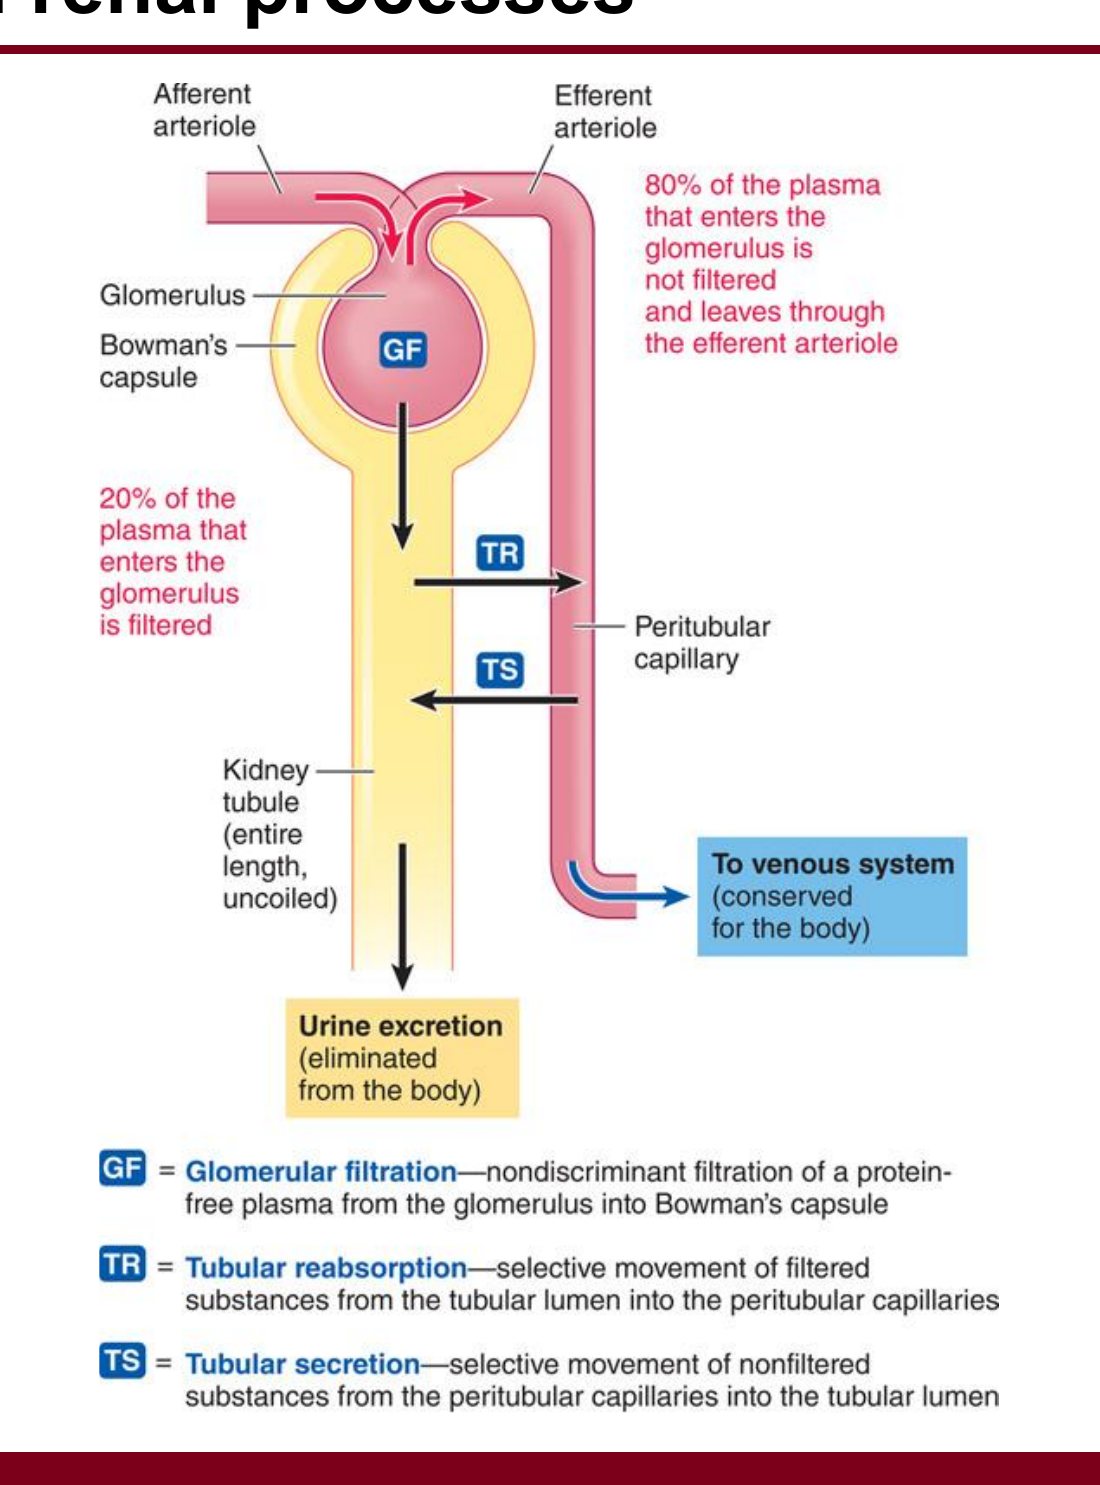 renal processes
Afferent
arteriole
Efferent
arteriole
80% of the plasma
that enters the
glomerulus is
not filtered
and leaves through
the efferent arteriole
Glomerulus
Bowman's
capsule
GF
20% of the
plasma that
enters the
glomerulus
is filtered
TR
Peritubular
capillary
TS
Kidney
tubule
(entire
length,
uncoiled)
To venous system
(conserved
for the body)
Urine excretion
(eliminated
from the body)
GF = Glomerular filtration—nondiscriminant filtration of a protein-
free plasma from the glomerulus into Bowman's capsule
TR = Tubular reabsorption—selective movement of filtered
substances from the tubular lumen into the peritubular capillaries
TS = Tubular secretion—selective movement of nonfiltered
substances from the peritubular capillaries into the tubular lumen